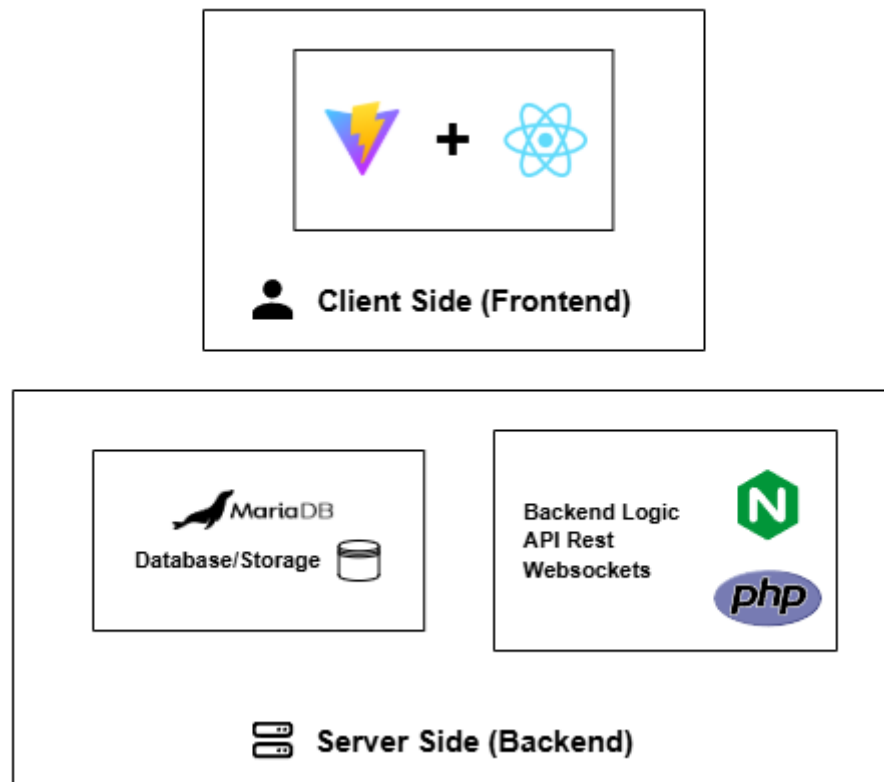 +
Client Side (Frontend)
MariaDB
Database/Storage
Backend Logic
API Rest
Websockets
N
php
Server Side (Backend)